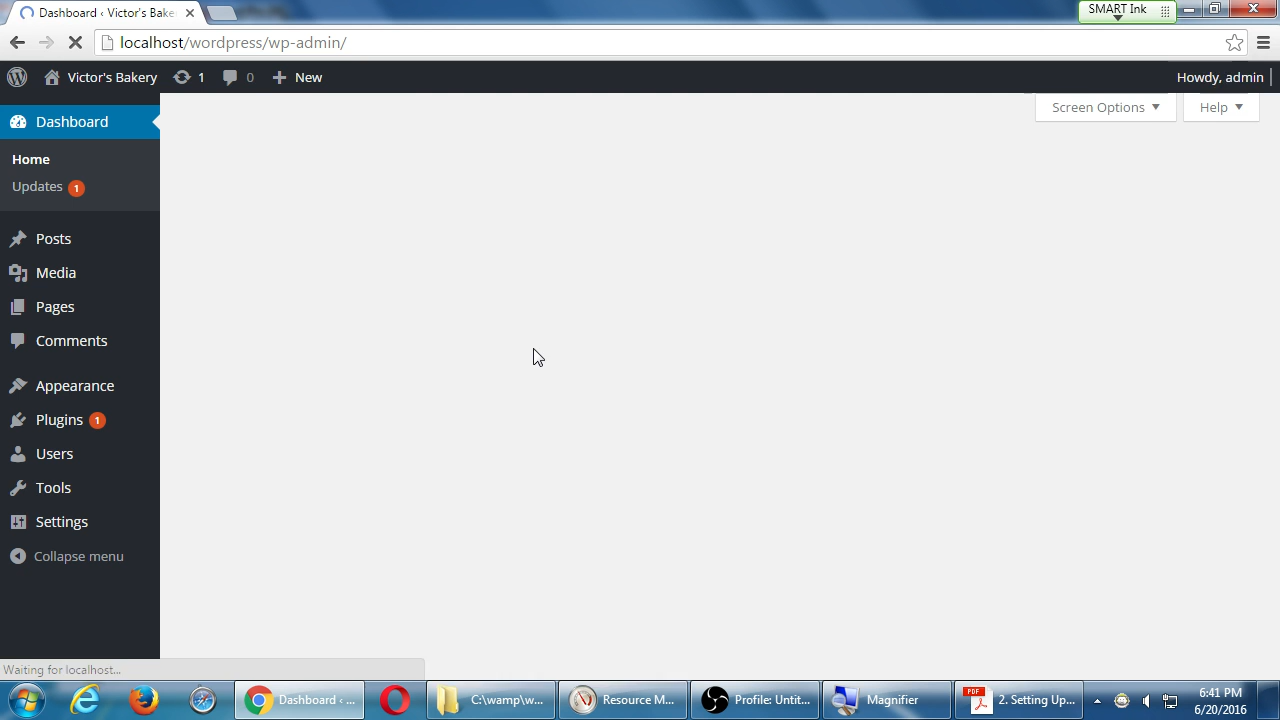 Dashboard ‹ Victor's Bake
SMART Ink
localhost/wordpress/wp-admin/
Victor's Bakery 1 0 New Howdy, admin
Screen Options Help
Dashboard
Home
Updates 1
Posts
Media
Pages
Comments
Appearance
Plugins 1
Users
Tools
Settings
Collapse menu
Waiting for localhost...
Dashboard ‹ ... C:\wamp\w... Resource M... Profile: Untit... Magnifier PDF 2. Setting Up... 6:41 PM
6/20/2016